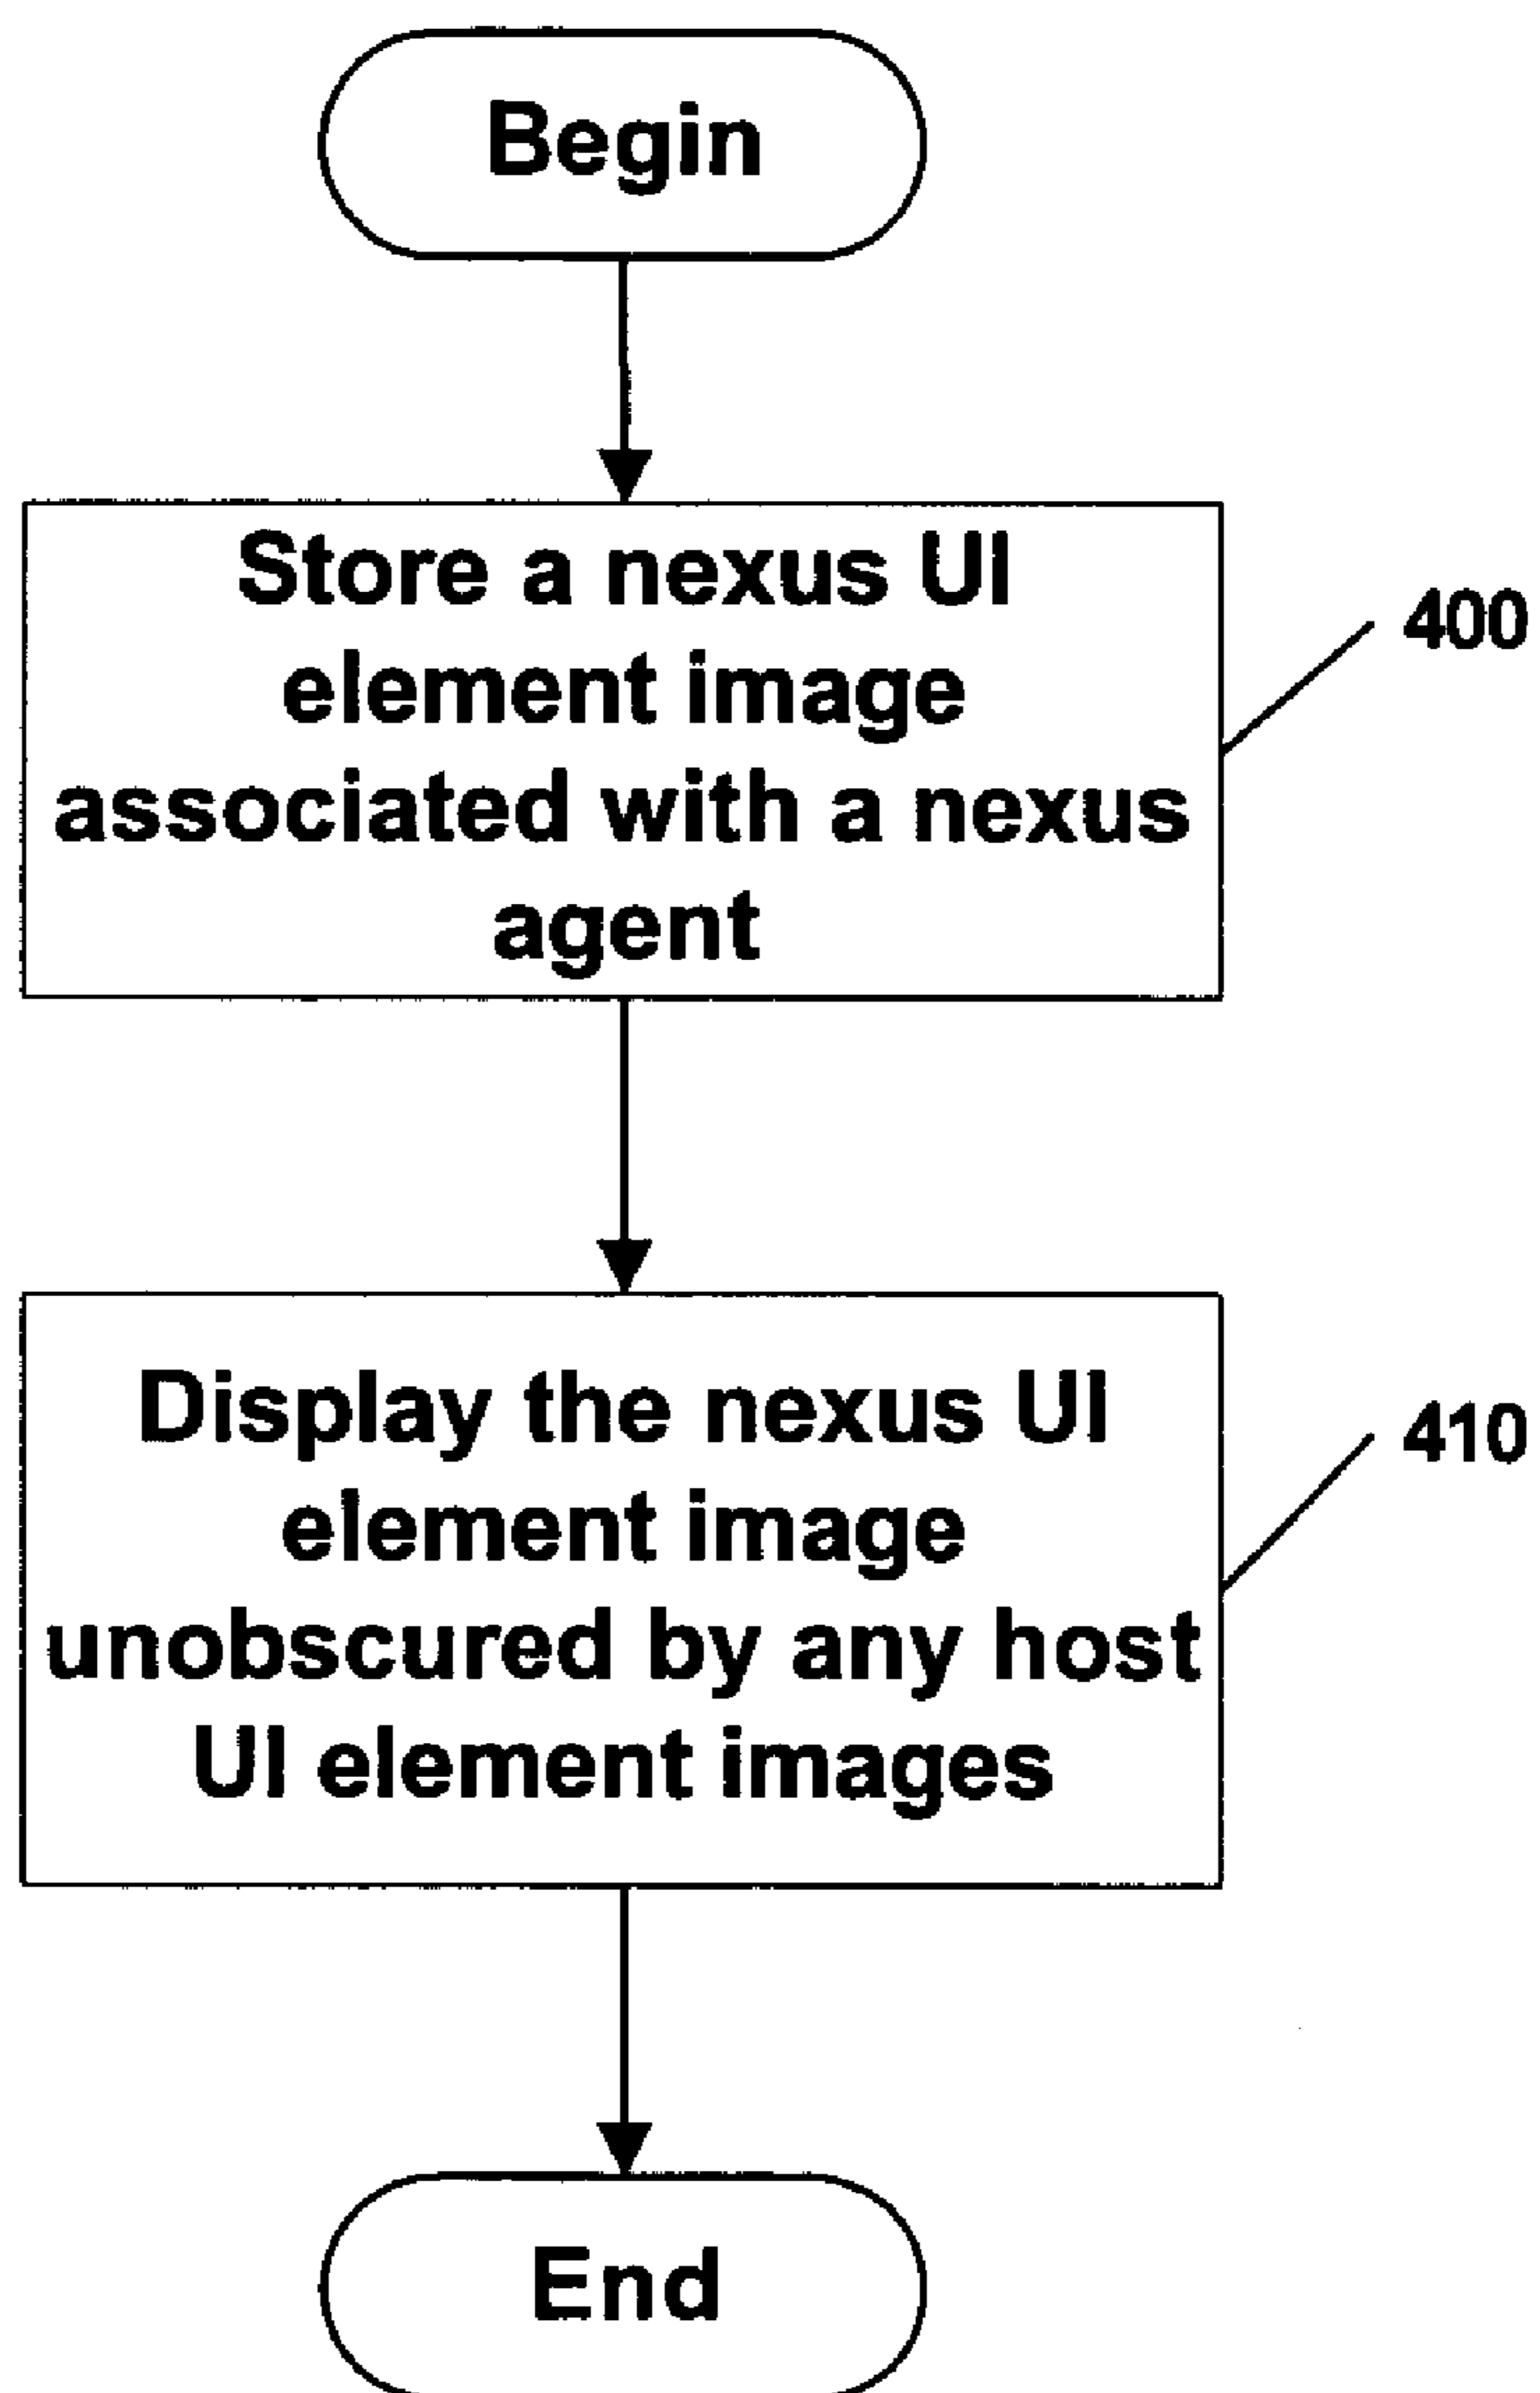 Begin
Store a nexus UI
element image
associated with a nexus
agent
400
Display the nexus UI
element image
unobscured by any host
UI element images
410
End